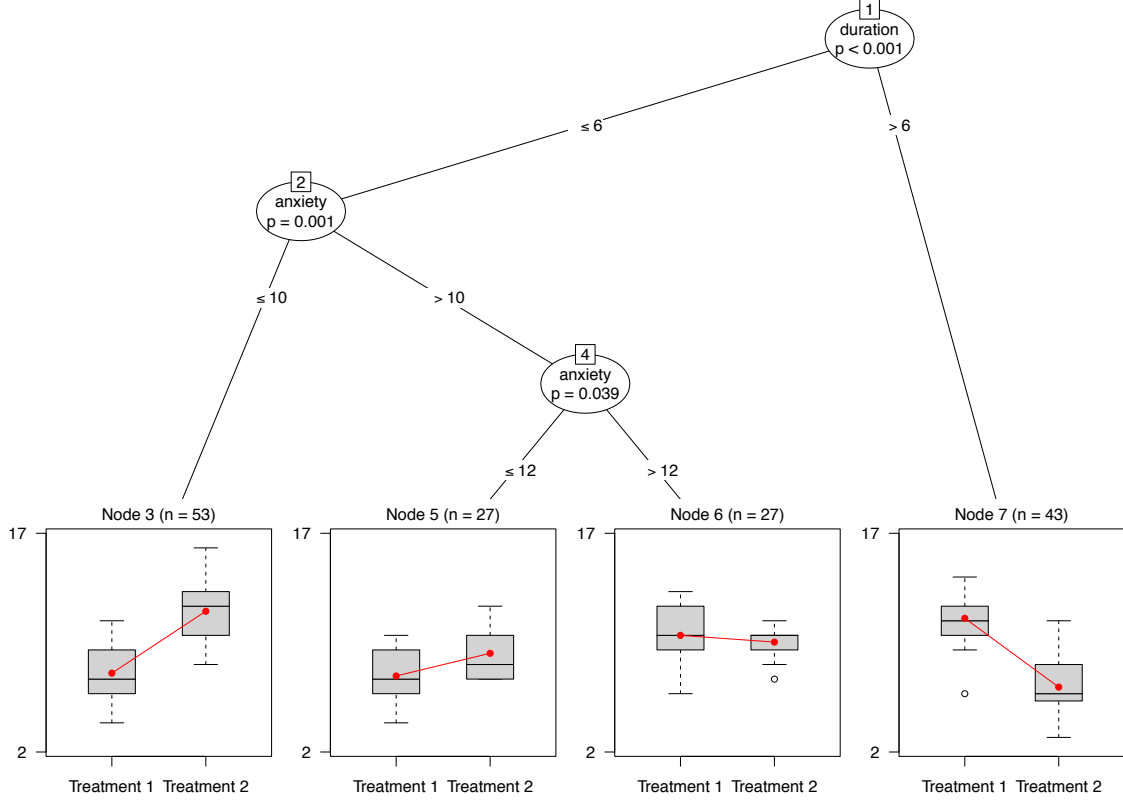 1
duration
p < 0.001
≤ 6
> 6
2
anxiety
p = 0.001
≤ 10
> 10
4
anxiety
p = 0.039
≤ 12
> 12
Node 3 (n = 53)
17
2
Treatment 1 Treatment 2
Node 5 (n = 27)
17
2
Treatment 1 Treatment 2
Node 6 (n = 27)
17
2
Treatment 1 Treatment 2
Node 7 (n = 43)
17
2
Treatment 1 Treatment 2